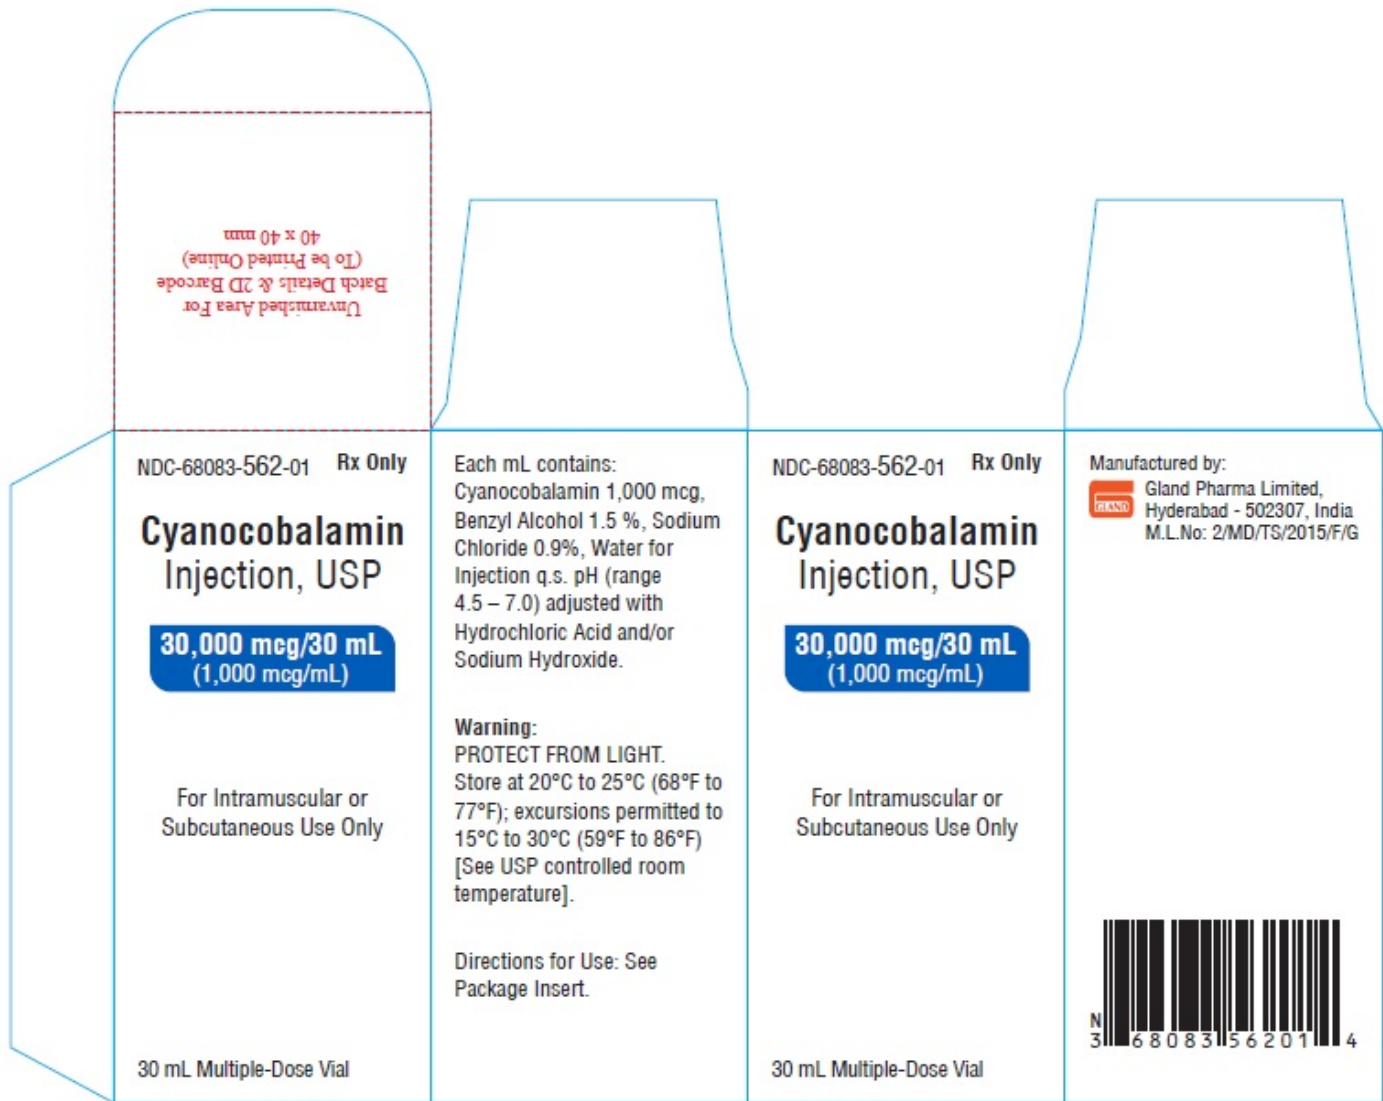 Unvarnished Area For
Batch Details & 2D Barcode
(To be Printed Online)
40 x 40 mm
NDC-68083-562-01 Rx Only
Cyanocobalamin
Injection, USP
30,000 mcg/30 mL
(1,000 mcg/mL)
For Intramuscular or
Subcutaneous Use Only
30 mL Multiple-Dose Vial
Each mL contains:
Cyanocobalamin 1,000 mcg,
Benzyl Alcohol 1.5 %, Sodium
Chloride 0.9%, Water for
Injection q.s. pH (range
4.5 – 7.0) adjusted with
Hydrochloric Acid and/or
Sodium Hydroxide.
Warning:
PROTECT FROM LIGHT.
Store at 20°C to 25°C (68°F to
77°F); excursions permitted to
15°C to 30°C (59°F to 86°F)
[See USP controlled room
temperature].
Directions for Use: See
Package Insert.
NDC-68083-562-01 Rx Only
Cyanocobalamin
Injection, USP
30,000 mcg/30 mL
(1,000 mcg/mL)
For Intramuscular or
Subcutaneous Use Only
30 mL Multiple-Dose Vial
Manufactured by:
GLAND
Gland Pharma Limited,
Hyderabad - 502307, India
M.L.No: 2/MD/TS/2015/F/G
N
3 68083 56201 4